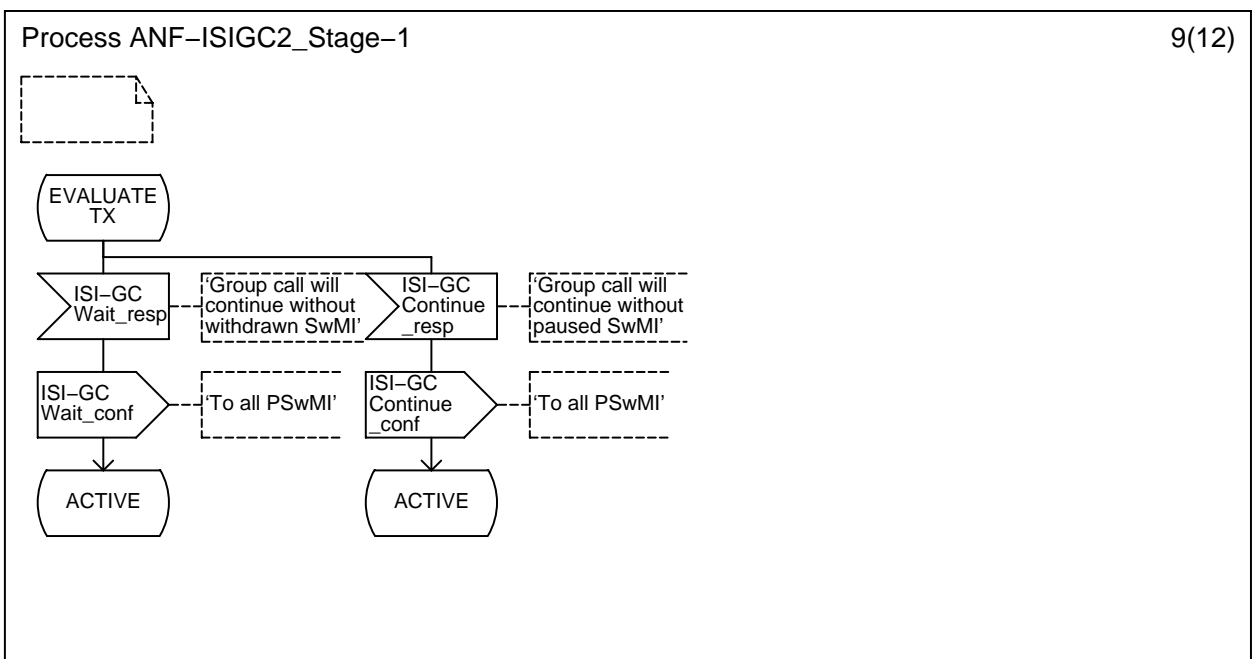 Process ANF−ISIGC2_Stage−1
9(12)
EVALUATE
TX
ISI−GC
Wait_resp
‘Group call will
continue without
withdrawn SwMI’
ISI−GC
Continue
_resp
‘Group call will
continue without
paused SwMI’
ISI−GC
Wait_conf
‘To all PSwMI’
ISI−GC
Continue
_conf
‘To all PSwMI’
ACTIVE
ACTIVE